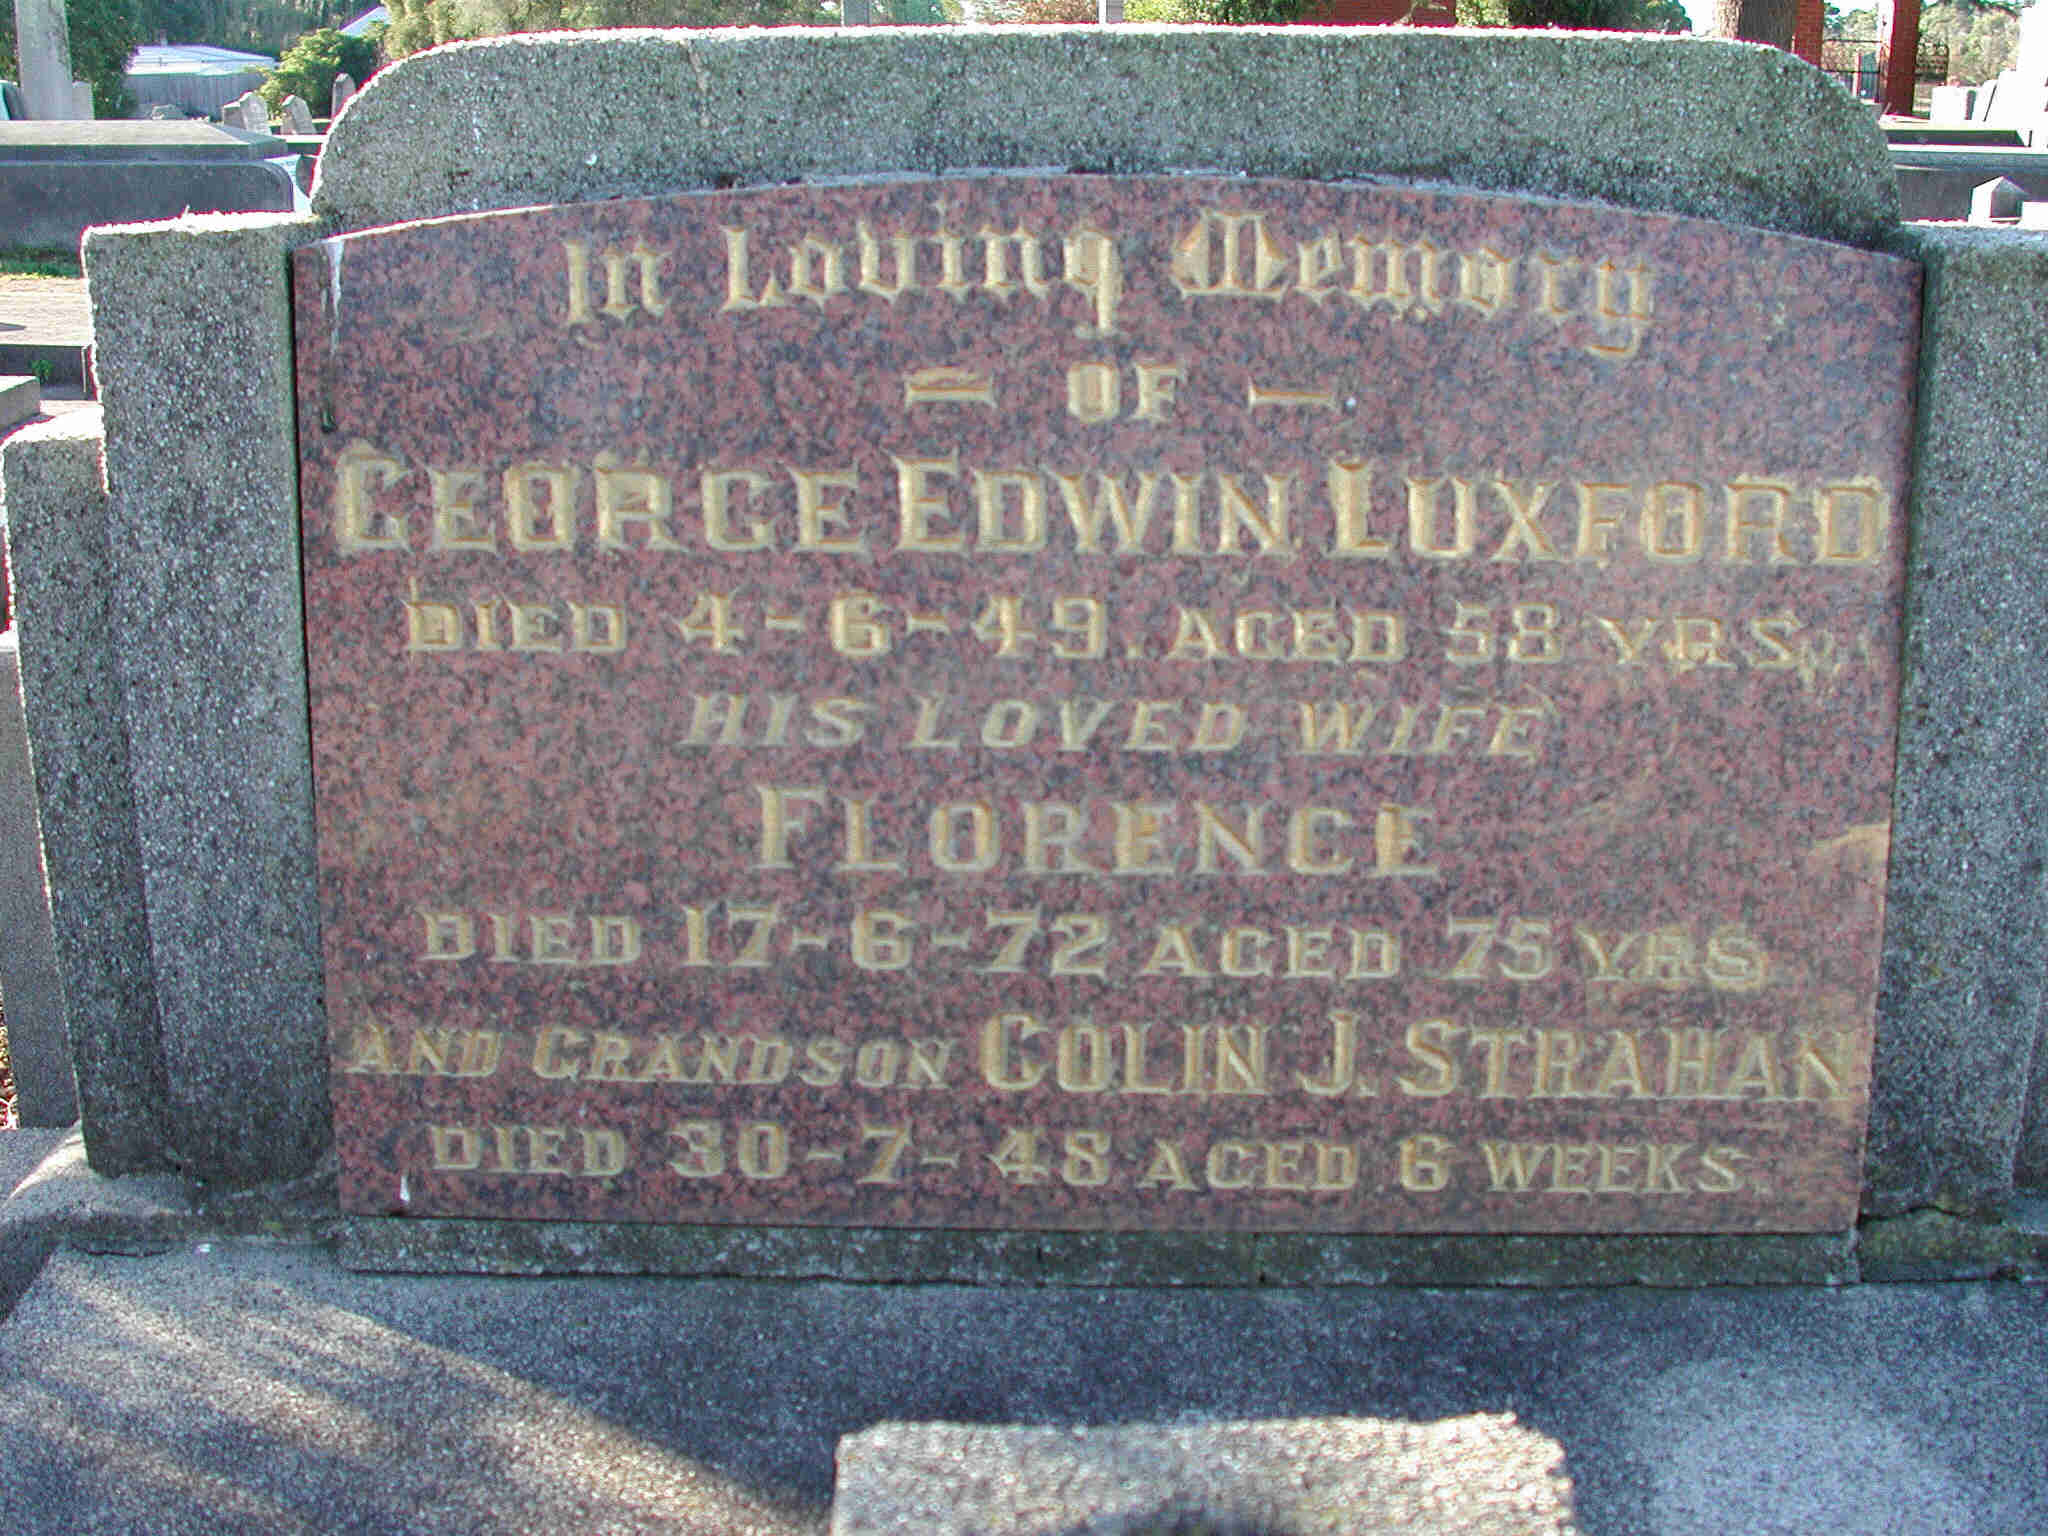 In Loving Memory
— OF —
GEORGE EDWIN LUXFORD
DIED 4-6-49. AGED 58 YRS.
HIS LOVED WIFE
FLORENCE
DIED 17-6-72 AGED 75 YRS
AND GRANDSON COLIN J. STRAHAN
DIED 30-7-48 AGED 6 WEEKS.